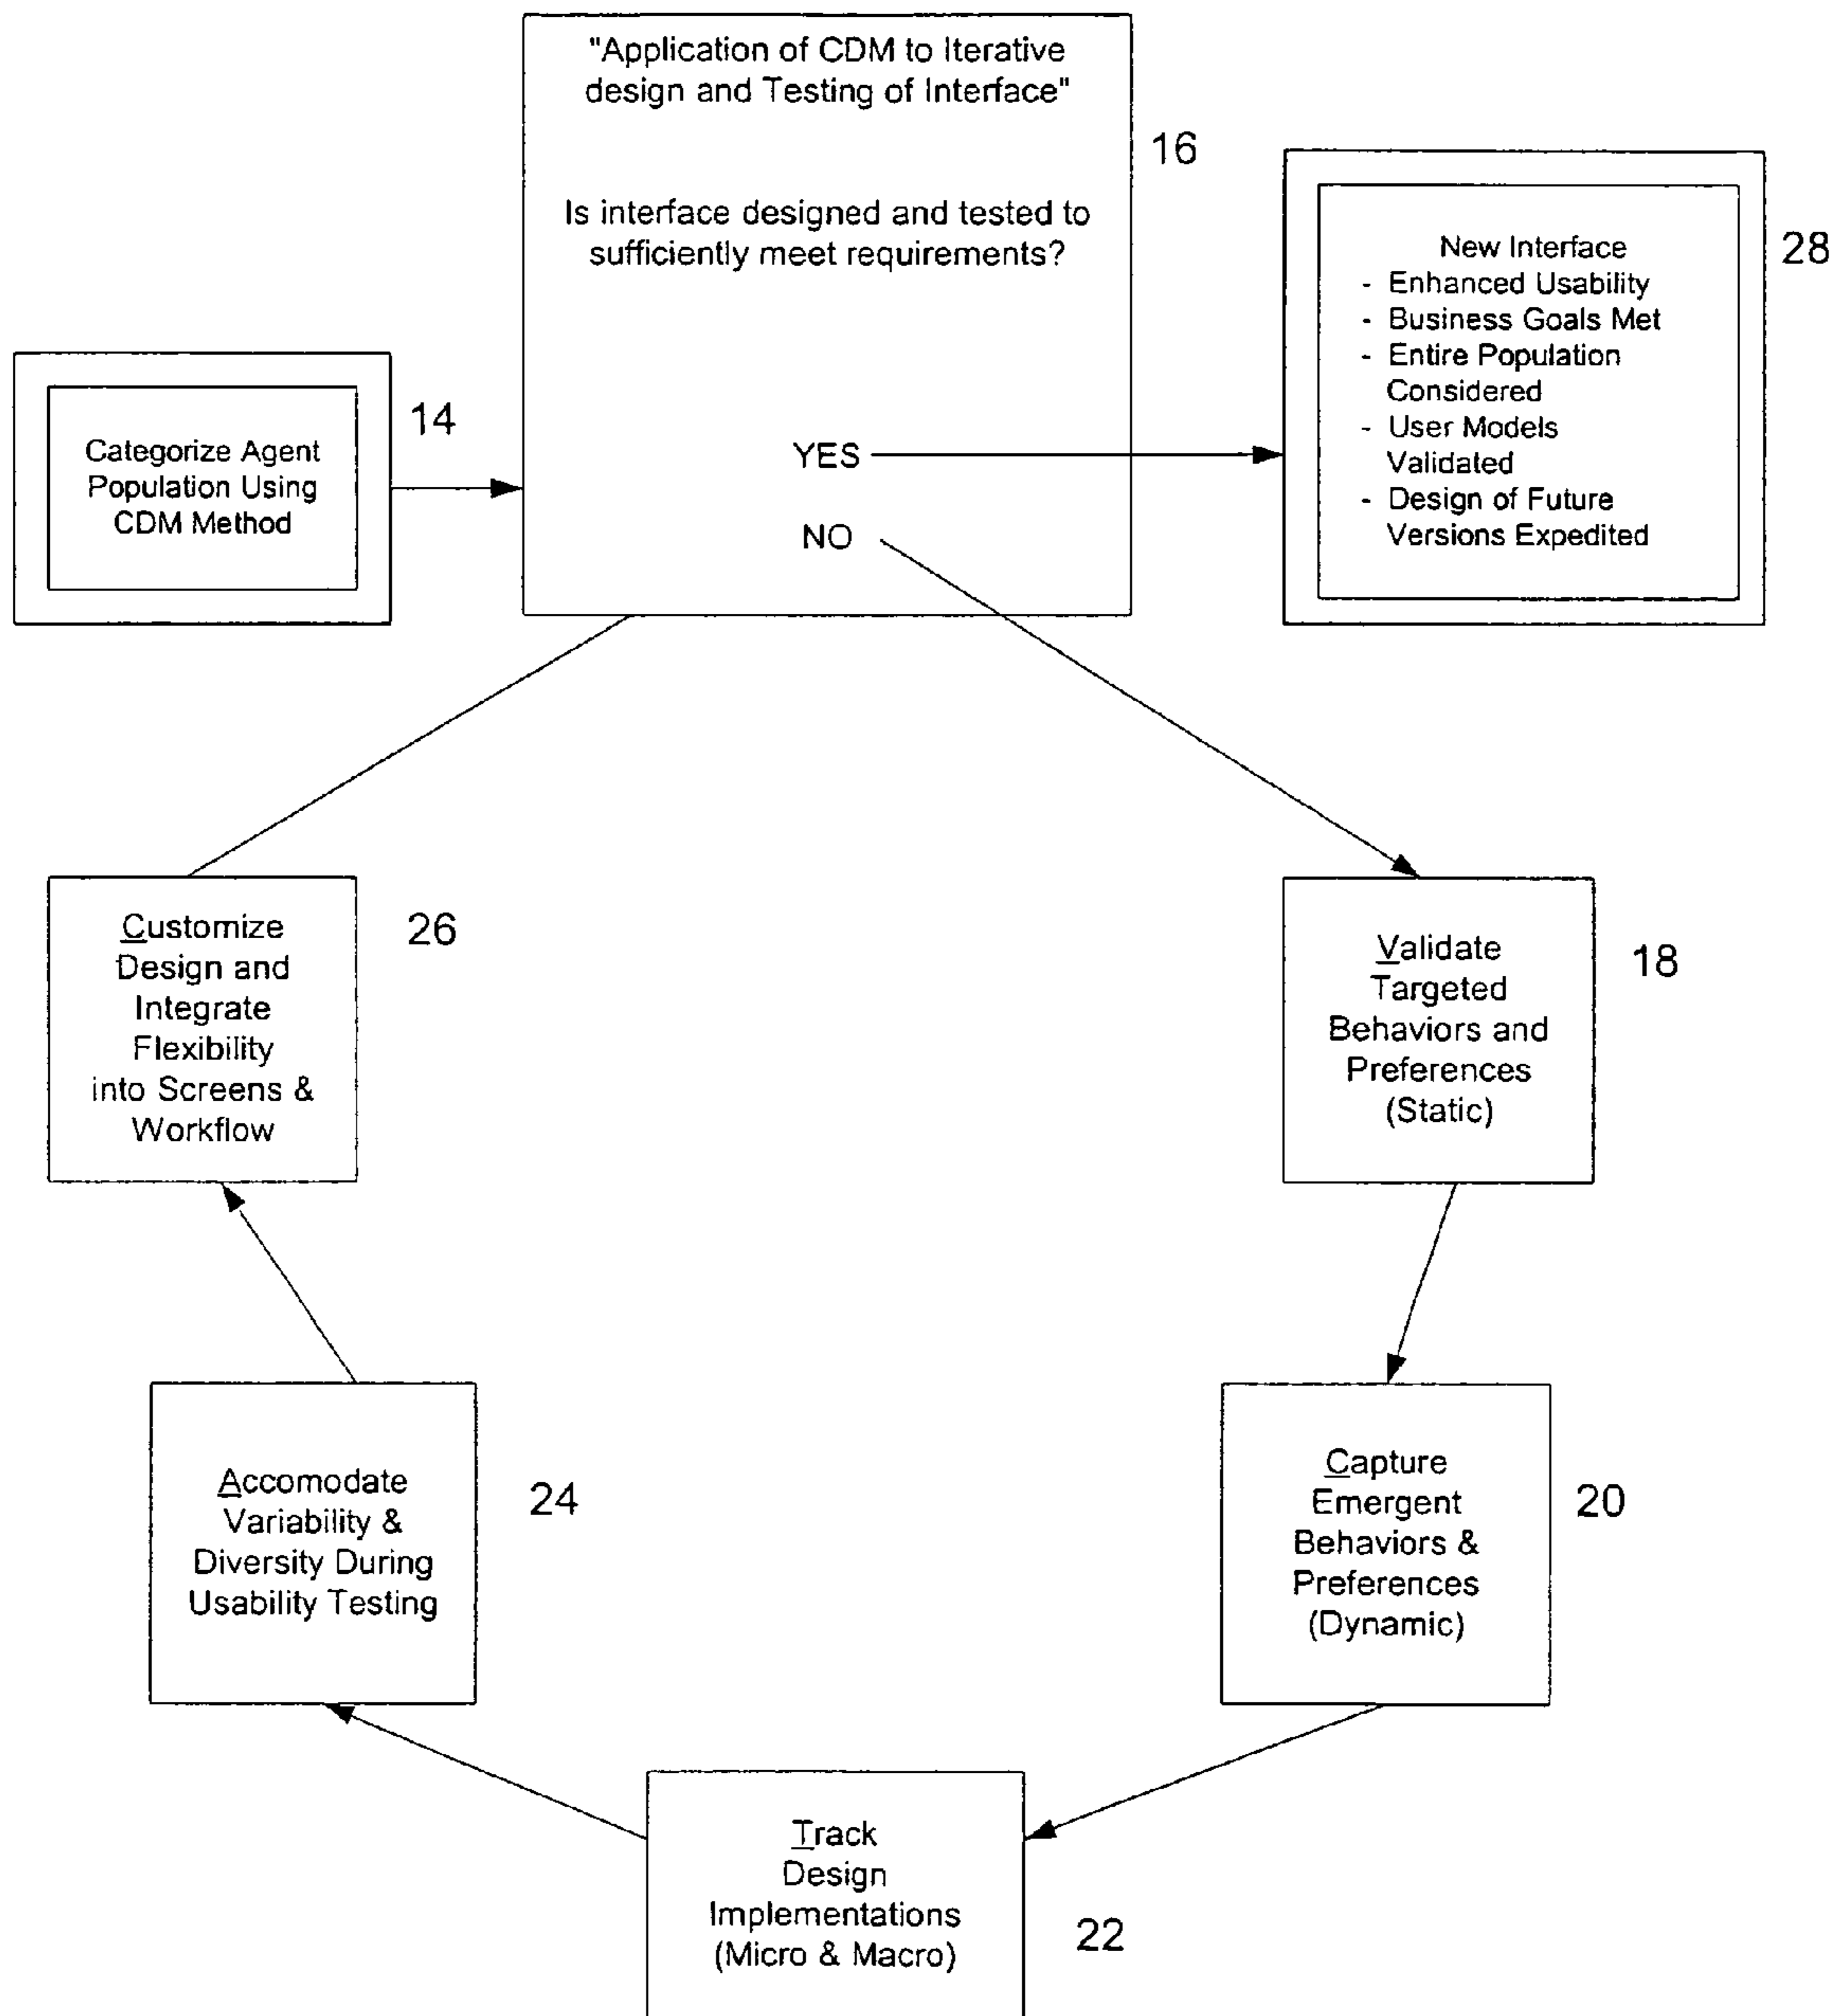 "Application of CDM to Iterative
design and Testing of Interface"
16
Is interface designed and tested to
sufficiently meet requirements?
YES
NO
28
New Interface
- Enhanced Usability
- Business Goals Met
- Entire Population
Considered
- User Models
Validated
- Design of Future
Versions Expedited
14
Categorize Agent
Population Using
CDM Method
26
Customize
Design and
Integrate
Flexibility
into Screens &
Workflow
18
Validate
Targeted
Behaviors and
Preferences
(Static)
24
Accomodate
Variability &
Diversity During
Usability Testing
20
Capture
Emergent
Behaviors &
Preferences
(Dynamic)
Track
Design
Implementations
(Micro & Macro)
22